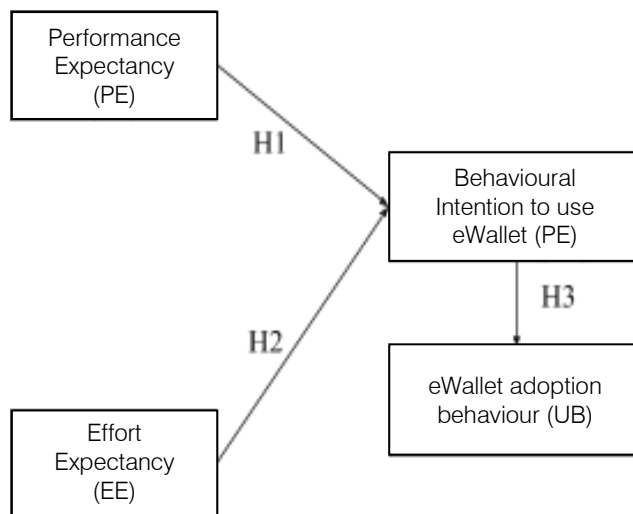 Performance
Expectancy
(PE)
H1
Behavioural
Intention to use
eWallet (PE)
H3
H2
eWallet adoption
behaviour (UB)
Effort
Expectancy
(EE)